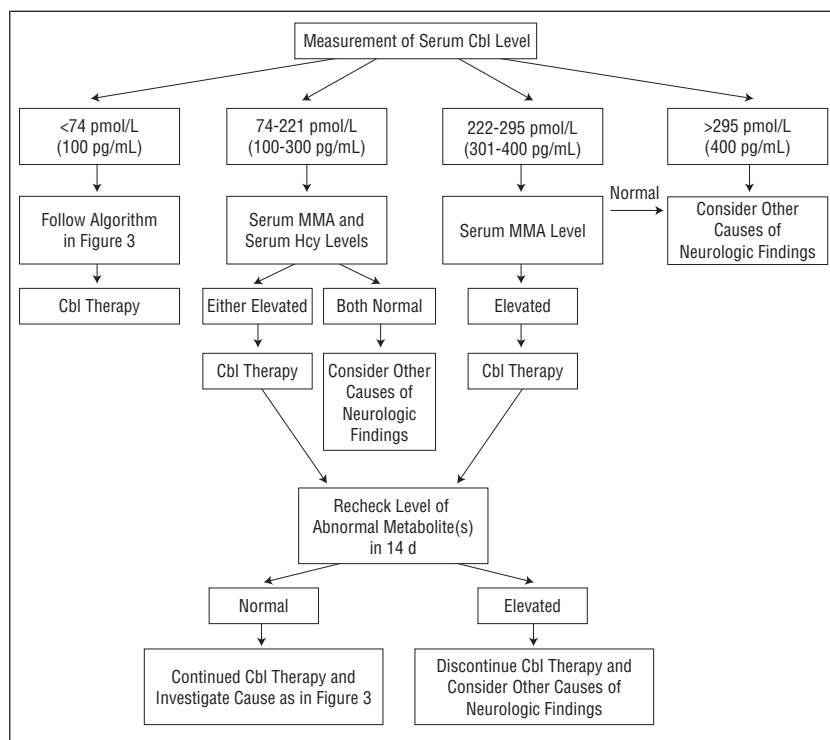 Measurement of Serum Cbl Level
<74 pmol/L
(100 pg/mL)
74-221 pmol/L
(100-300 pg/mL)
222-295 pmol/L
(301-400 pg/mL)
>295 pmol/L
(400 pg/mL)
Follow Algorithm
in Figure 3
Serum MMA and
Serum Hcy Levels
Serum MMA Level
Normal
Consider Other
Causes of
Neurologic Findings
Cbl Therapy
Either Elevated
Both Normal
Elevated
Cbl Therapy
Consider Other
Causes of
Neurologic
Findings
Cbl Therapy
Recheck Level of
Abnormal Metabolite(s)
in 14 d
Normal
Elevated
Continued Cbl Therapy and
Investigate Cause as in Figure 3
Discontinue Cbl Therapy and
Consider Other Causes of
Neurologic Findings